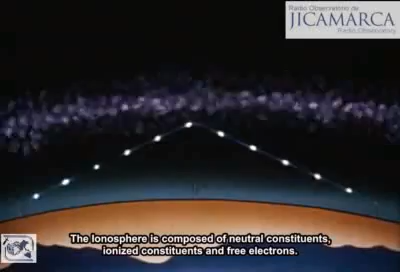 Radio Observatorio de
JICAMARCA
Radio Observatory
The Ionosphere is composed of neutral constituents,
ionized constituents and free electrons.